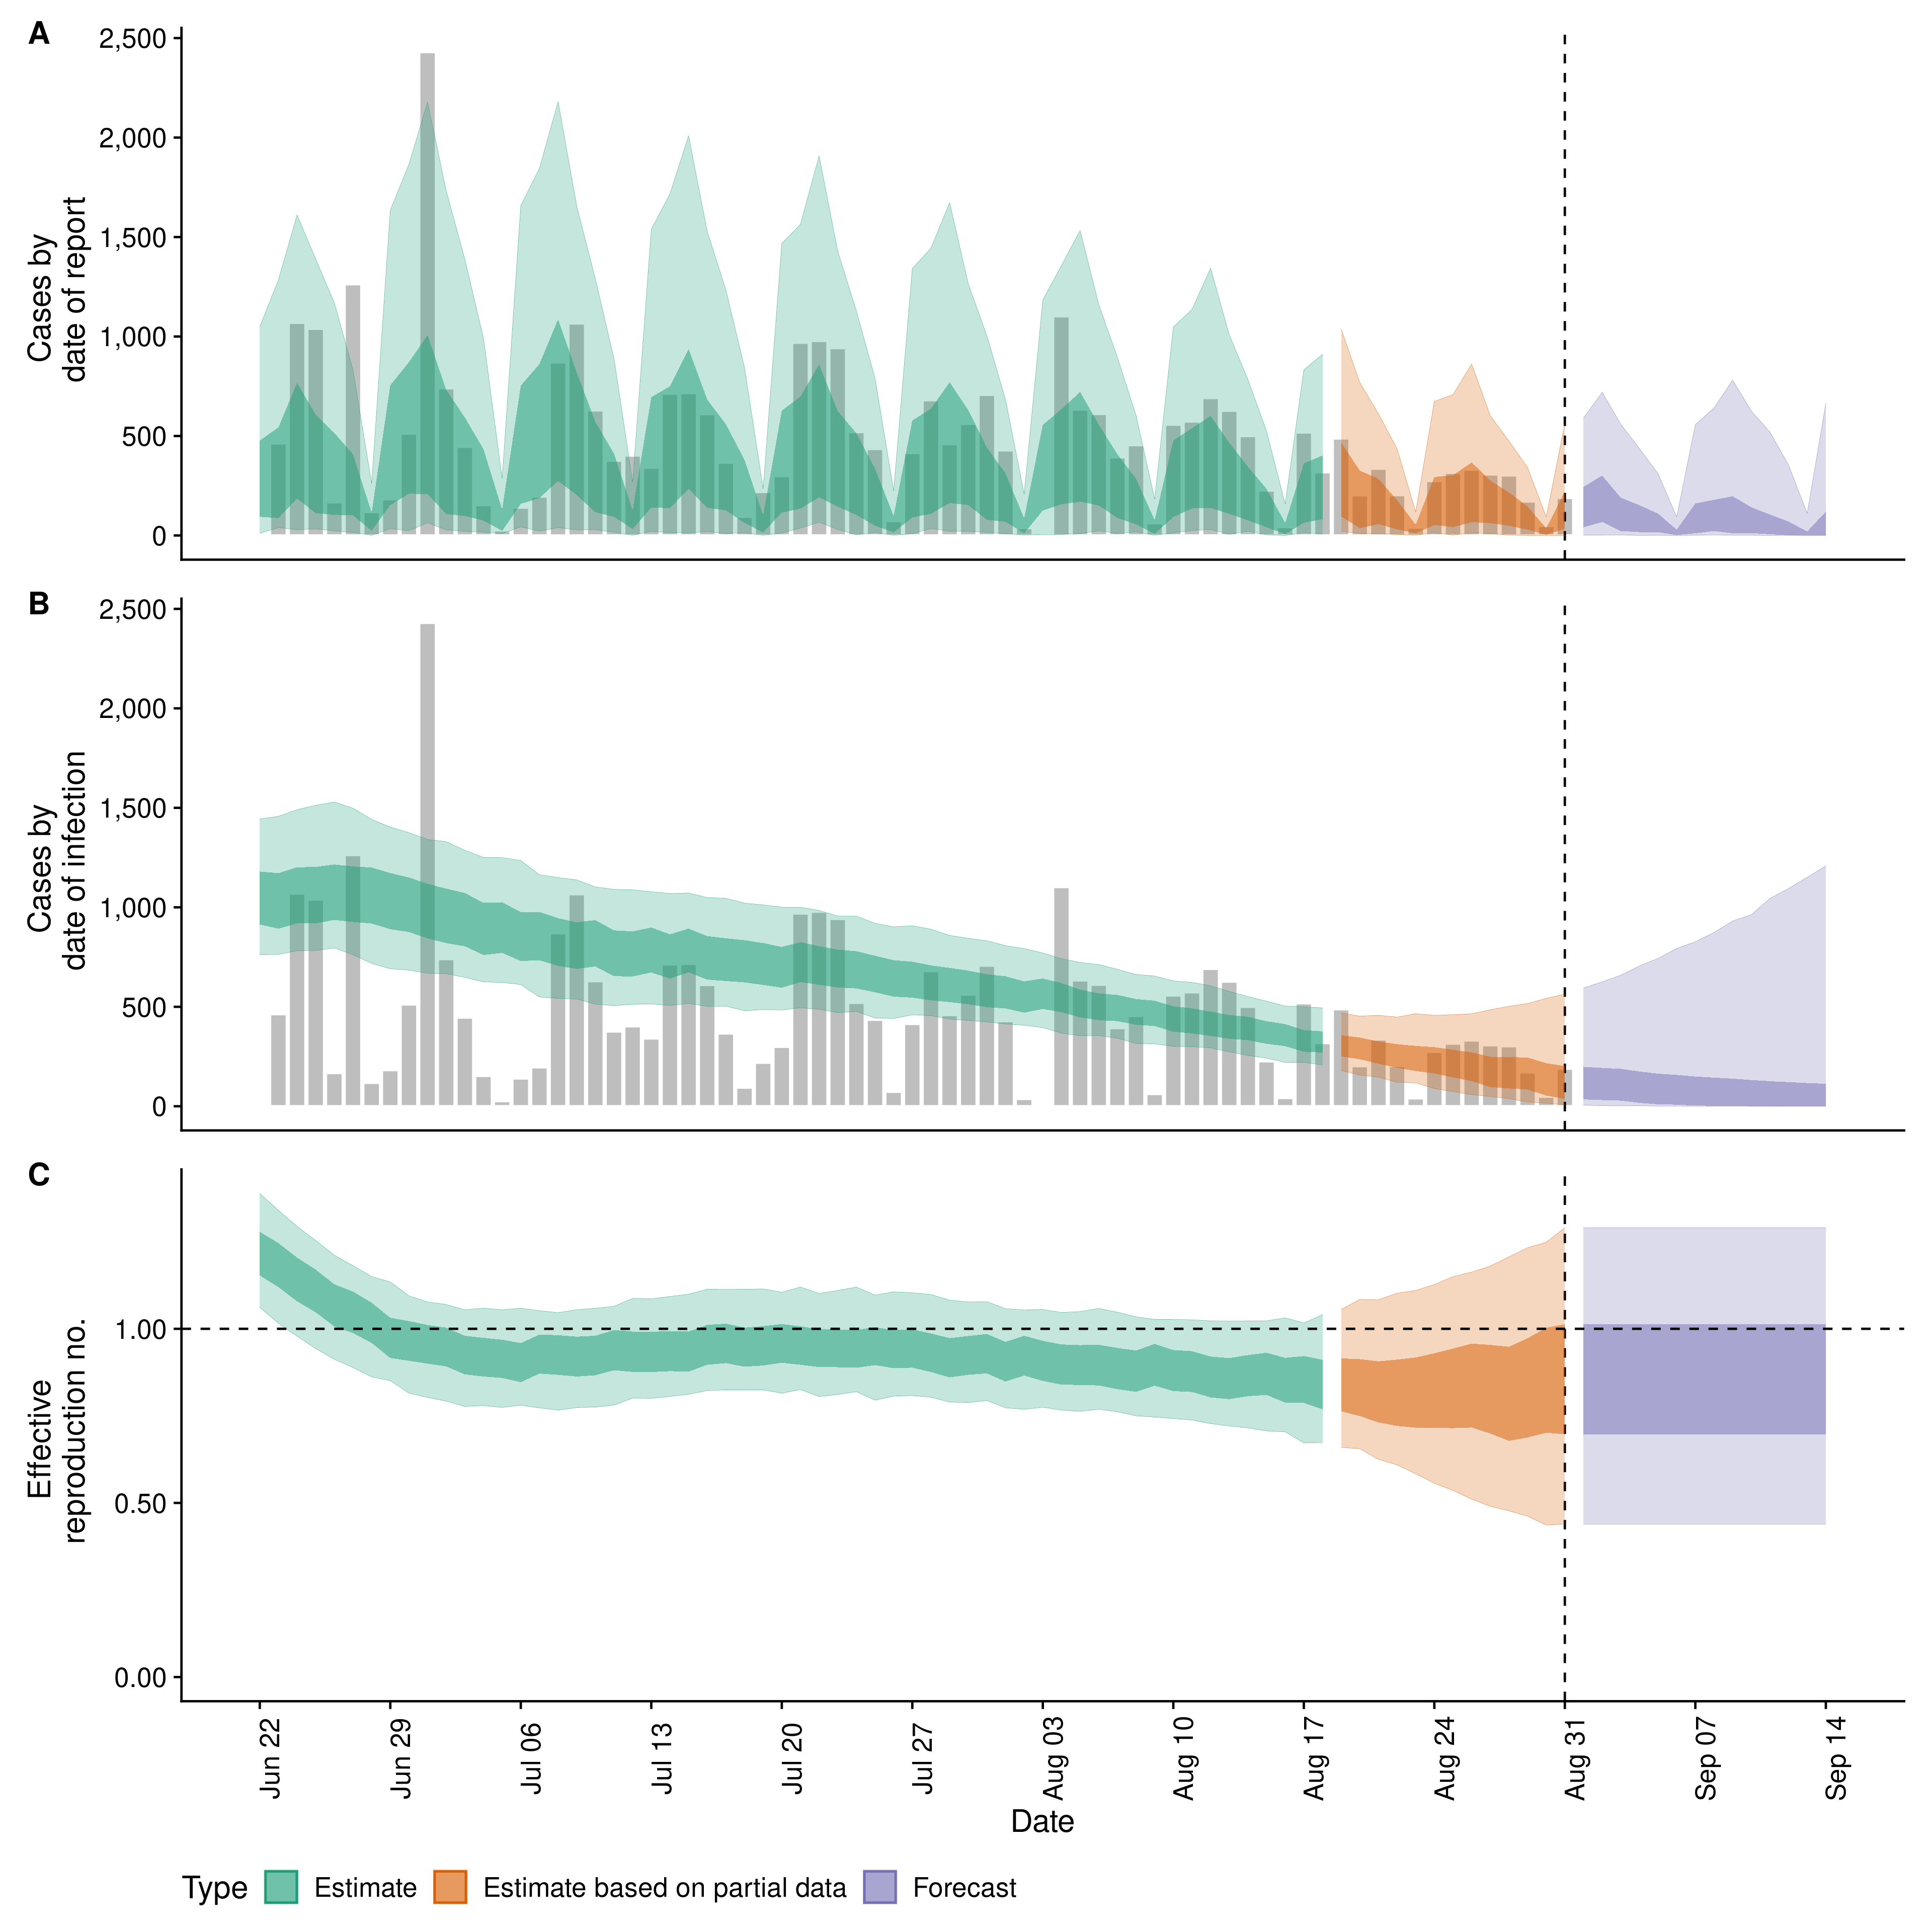 A
2,500
2,000
1,500
1,000
500
0
Cases by
date of report
B
2,500
2,000
1,500
1,000
500
0
Cases by
date of infection
C
1.00
0.50
0.00
Effective
reproduction no.
Jun 22
Jun 29
Jul 06
Jul 13
Jul 20
Jul 27
Aug 03
Aug 10
Aug 17
Aug 24
Aug 31
Sep 07
Sep 14
Date
Type Estimate Estimate based on partial data Forecast